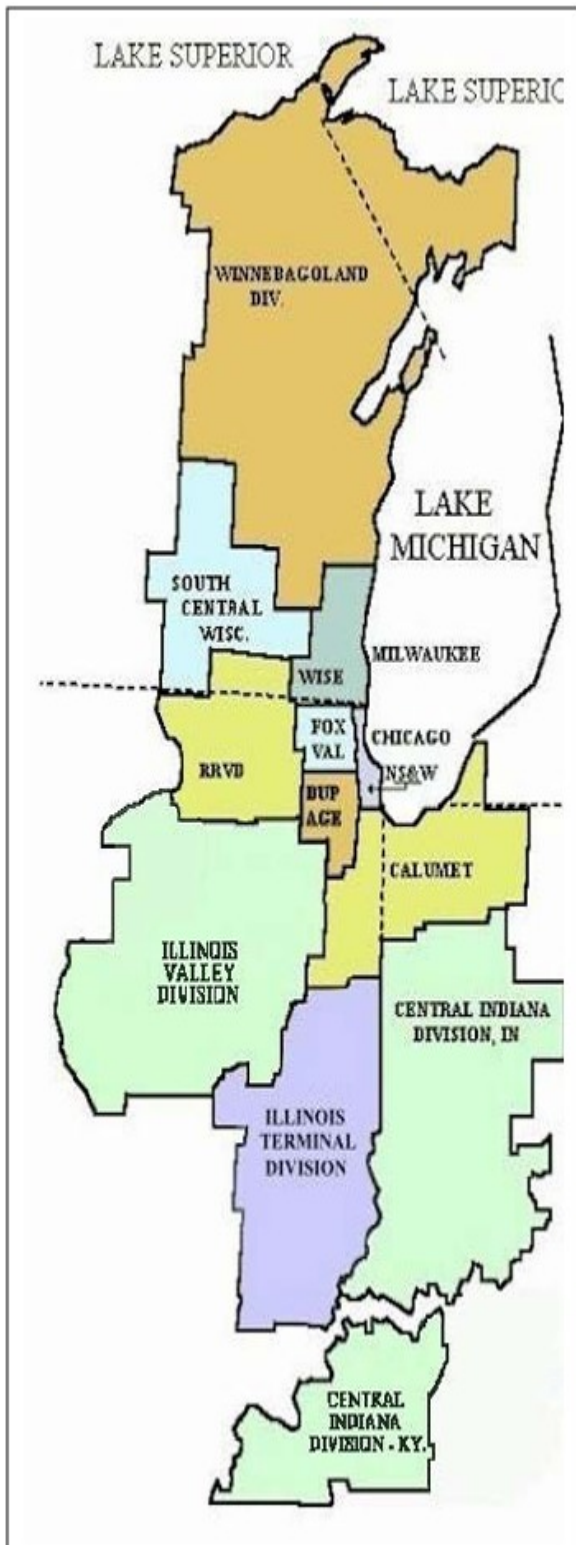 LAKE SUPERIOR
LAKE SUPERIO
WINNEBAGOLAND
DIV.
LAKE
MICHIGAN
SOUTH
CENTRAL
WISC.
MILWAUKEE
WISE
FOX
VAL
CHICAGO
NS&W
RRVD
DUP
AGE
CALUMET
ILLINOIS
VALLEY
DIVISION
CENTRAL INDIANA
DIVISION, IN
ILLINOIS
TERMINAL
DIVISION
CENTRAL
INDIANA
DIVISION - KY.